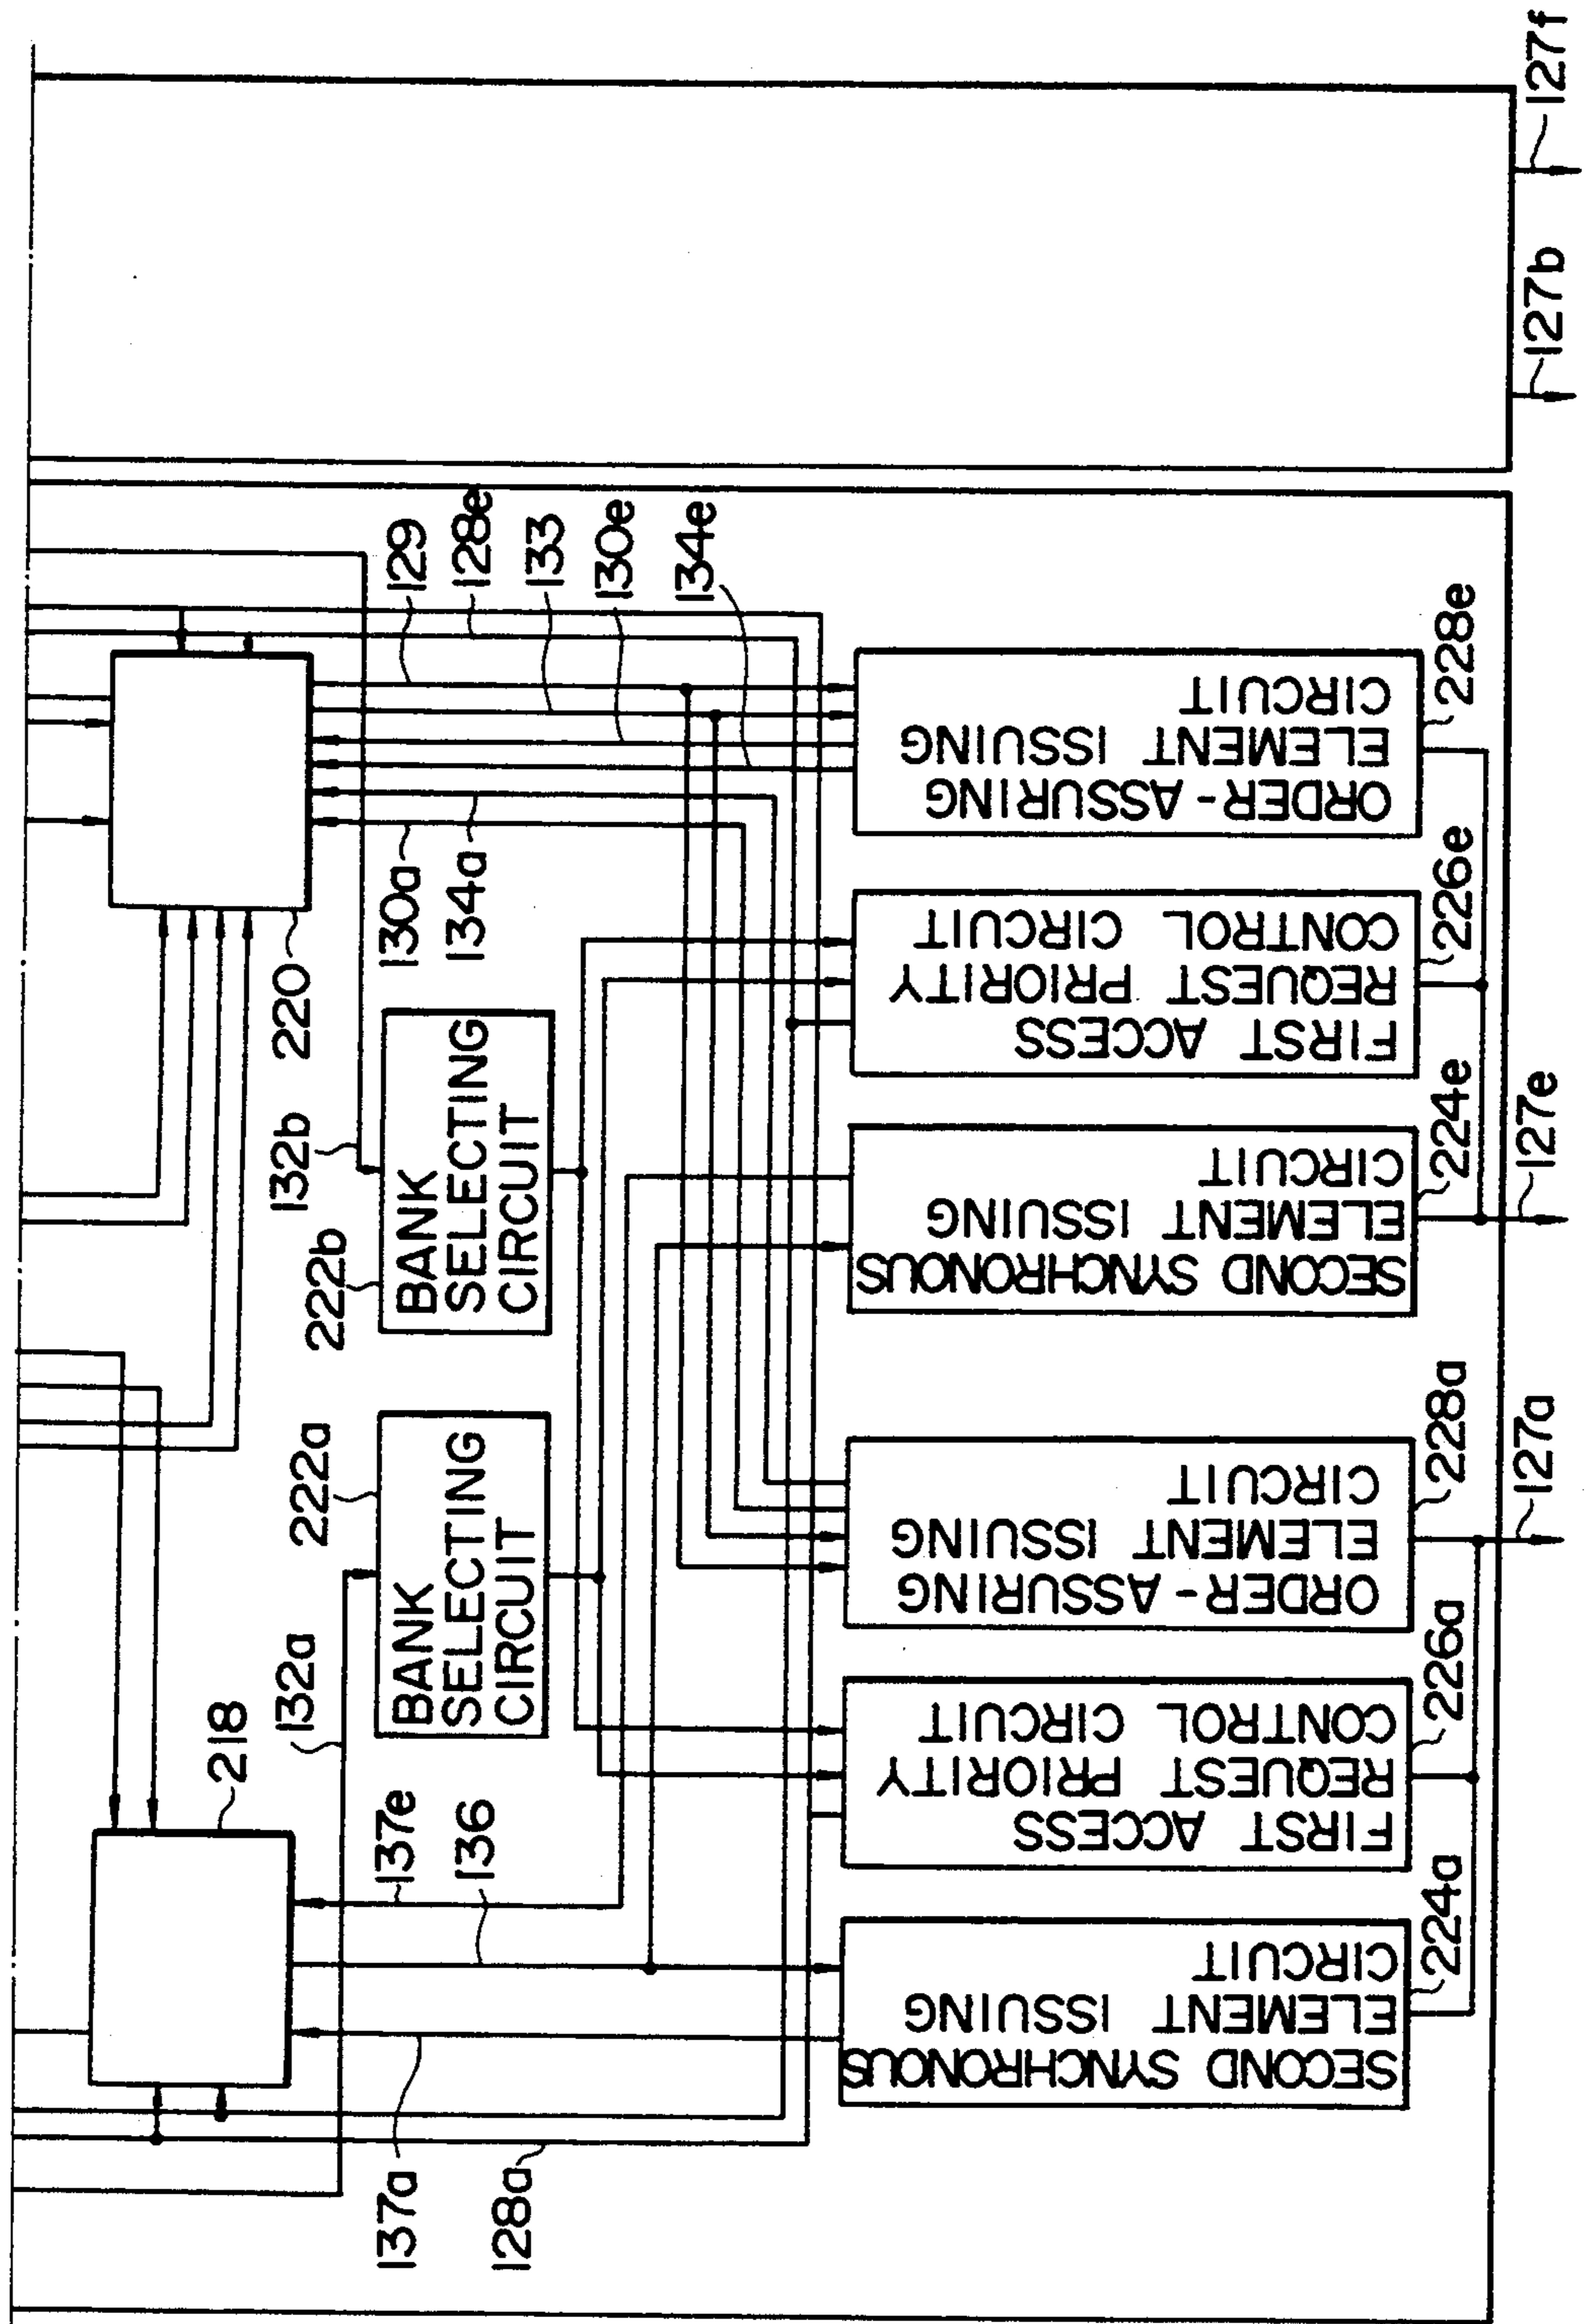 218
220
132a
222a
222b
132b
BANK
SELECTING
CIRCUIT
BANK
SELECTING
CIRCUIT
137a
128a
137e
136
130a
134a
129
128e
133
130e
134e
SECOND SYNCHRONOUS
ELEMENT ISSUING
CIRCUIT
224a
FIRST ACCESS
REQUEST PRIORITY
CONTROL CIRCUIT
226a
ORDER-ASSURING
ELEMENT ISSUING
CIRCUIT
228a
SECOND SYNCHRONOUS
ELEMENT ISSUING
CIRCUIT
224e
FIRST ACCESS
REQUEST PRIORITY
CONTROL CIRCUIT
226e
ORDER-ASSURING
ELEMENT ISSUING
CIRCUIT
228e
127a
127e
127b
127f